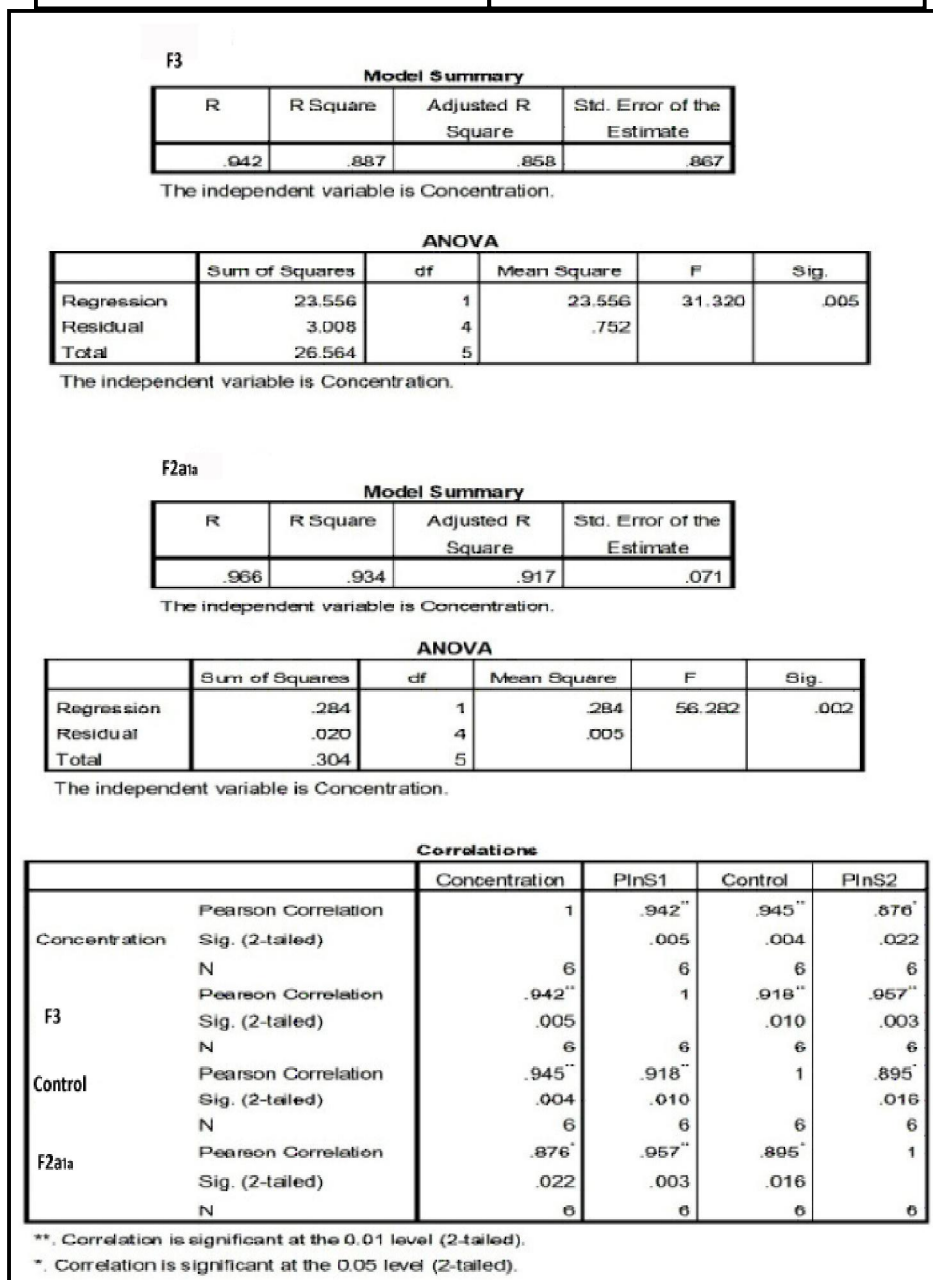 F3
Model Summary
R R Square Adjusted R Square Std. Error of the Estimate
.942 .887 .858 .867
The independent variable is Concentration.
ANOVA
Sum of Squares df Mean Square F Sig.
Regression 23.556 1 23.556 31.320 .005
Residual 3.008 4 .752
Total 26.564 5
The independent variable is Concentration.
F2a1a
Model Summary
R R Square Adjusted R Square Std. Error of the Estimate
.966 .934 .917 .071
The independent variable is Concentration.
ANOVA
Sum of Squares df Mean Square F Sig.
Regression .284 1 .284 56.282 .002
Residual .020 4 .005
Total .304 5
The independent variable is Concentration.
Correlations
Concentration PlnS1 Control PlnS2
Concentration Pearson Correlation 1 .942** .945** .876*
Sig. (2-tailed) .005 .004 .022
N 6 6 6 6
F3 Pearson Correlation .942** 1 .918** .957**
Sig. (2-tailed) .005 .010 .003
N 6 6 6 6
Control Pearson Correlation .945** .918** 1 .895*
Sig. (2-tailed) .004 .010 .016
N 6 6 6 6
F2a1a Pearson Correlation .876* .957** .895* 1
Sig. (2-tailed) .022 .003 .016
N 6 6 6 6
**. Correlation is significant at the 0.01 level (2-tailed).
*. Correlation is significant at the 0.05 level (2-tailed).